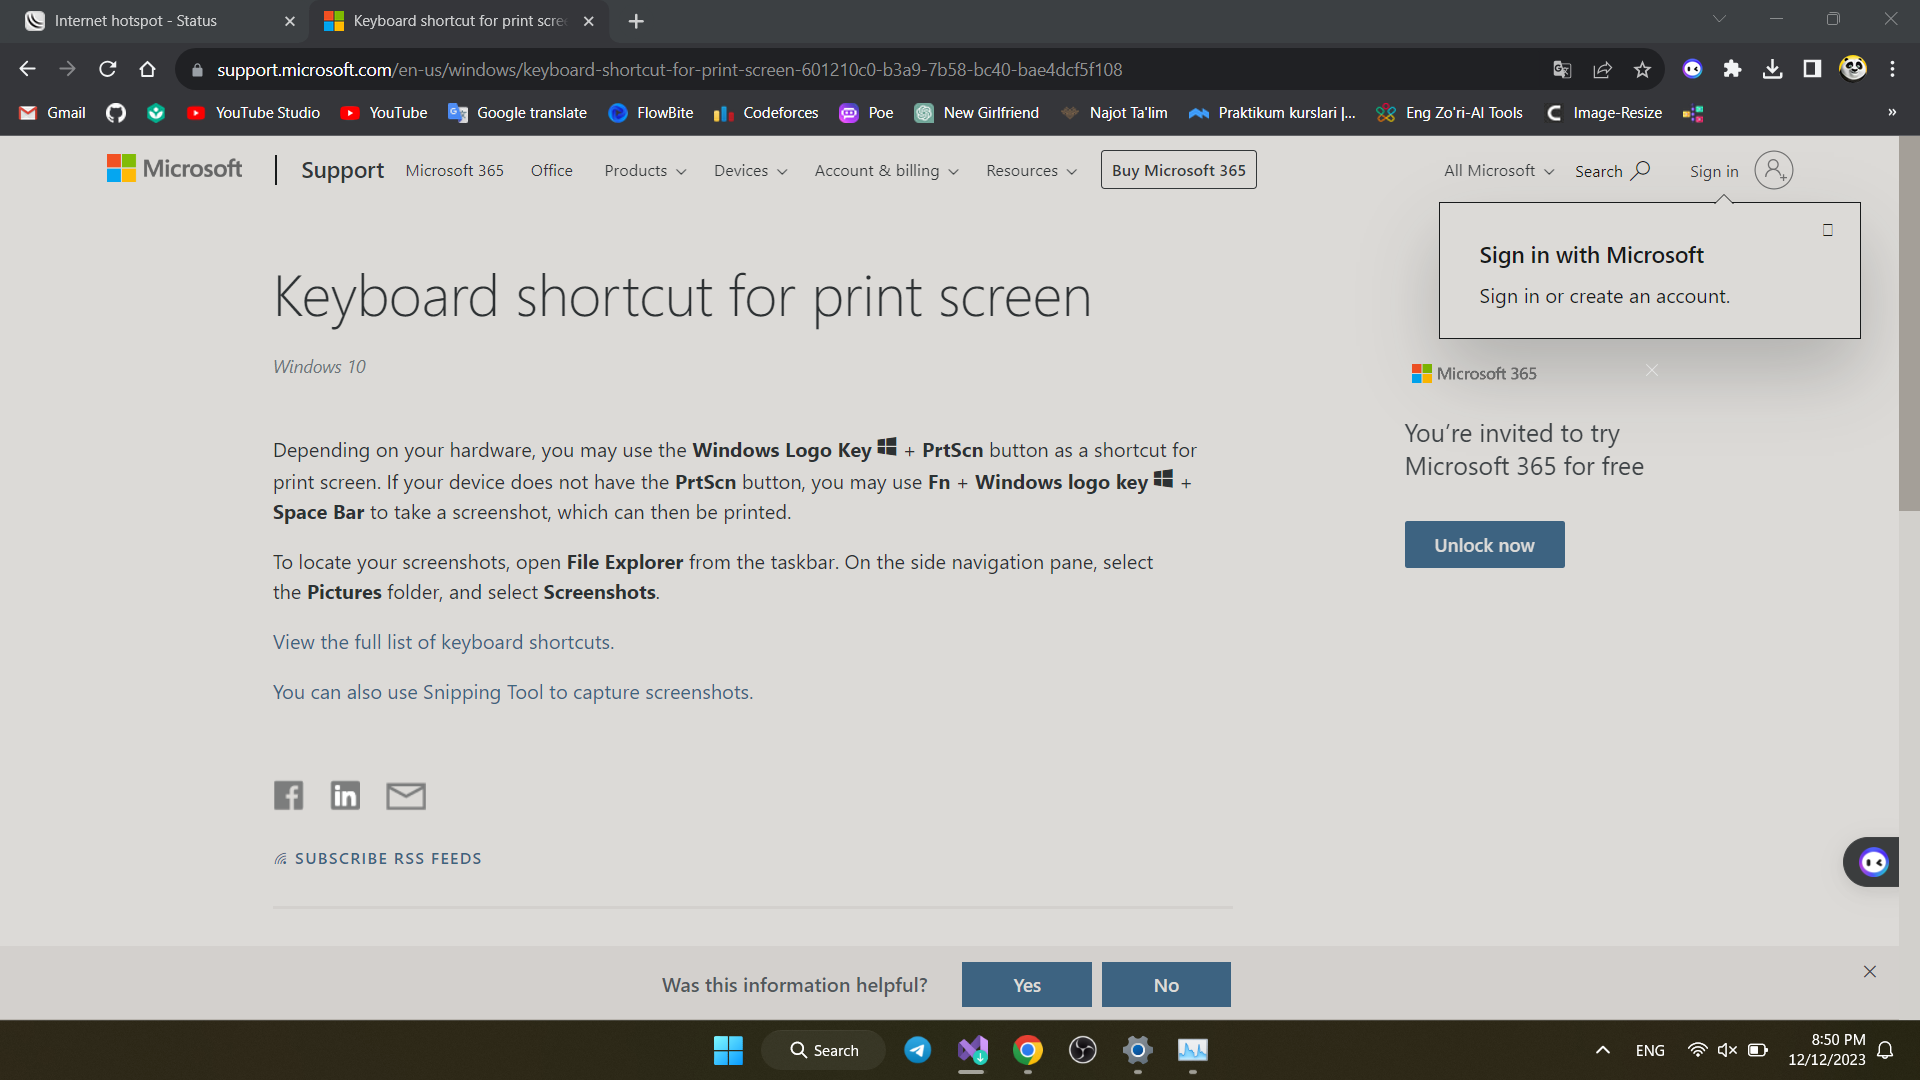 Internet hotspot - Status
Keyboard shortcut for print scre
support.microsoft.com/en-us/windows/keyboard-shortcut-for-print-screen-601210c0-b3a9-7b58-bc40-bae4dcf5f108
Gmail YouTube Studio YouTube Google translate FlowBite Codeforces Poe New Girlfriend Najot Ta'lim Praktikum kurslari |... Eng Zo'ri-AI Tools Image-Resize »
Microsoft Support Microsoft 365 Office Products Devices Account & billing Resources Buy Microsoft 365 All Microsoft Search Sign in
Sign in with Microsoft
Sign in or create an account.
Keyboard shortcut for print screen
Windows 10
Microsoft 365
You're invited to try
Microsoft 365 for free
Unlock now
Depending on your hardware, you may use the Windows Logo Key + PrtScn button as a shortcut for
print screen. If your device does not have the PrtScn button, you may use Fn + Windows logo key +
Space Bar to take a screenshot, which can then be printed.
To locate your screenshots, open File Explorer from the taskbar. On the side navigation pane, select
the Pictures folder, and select Screenshots.
View the full list of keyboard shortcuts.
You can also use Snipping Tool to capture screenshots.
SUBSCRIBE RSS FEEDS
Was this information helpful? Yes No
Search
ENG
8:50 PM
12/12/2023